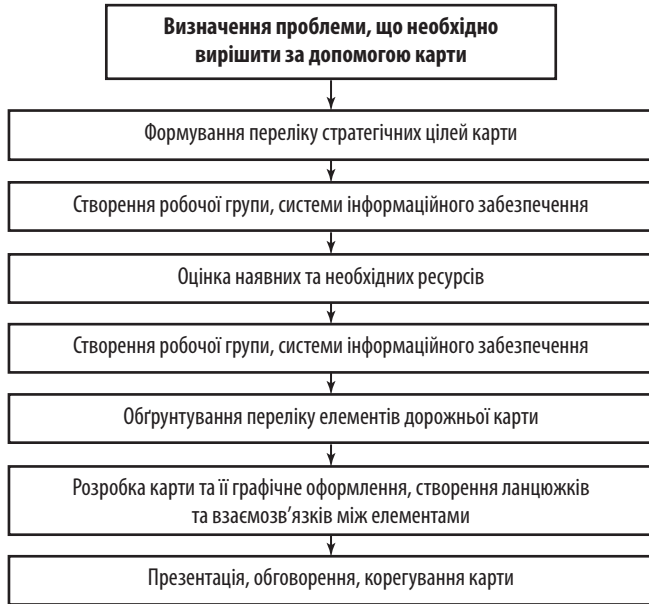 Визначення проблеми, що необхідно
вирішити за допомогою карти
Формування переліку стратегічних цілей карти
Створення робочої групи, системи інформаційного забезпечення
Оцінка наявних та необхідних ресурсів
Створення робочої групи, системи інформаційного забезпечення
Обґрунтування переліку елементів дорожньої карти
Розробка карти та її графічне оформлення, створення ланцюжків
та взаємозв'язків між елементами
Презентація, обговорення, корегування карти